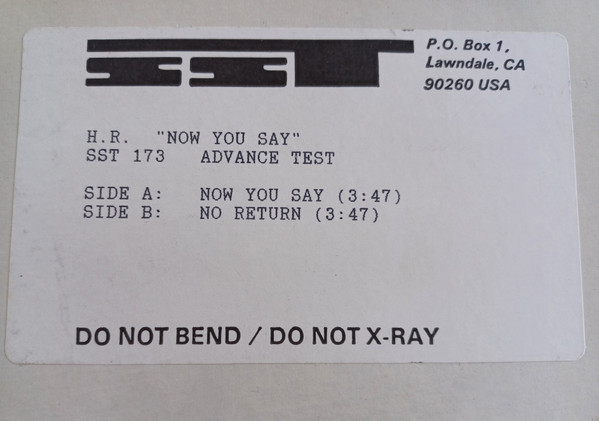 SST
P.O. Box 1,
Lawndale, CA
90260 USA
H.R. "NOW YOU SAY"
SST 173 ADVANCE TEST
SIDE A: NOW YOU SAY (3:47)
SIDE B: NO RETURN (3:47)
DO NOT BEND / DO NOT X-RAY